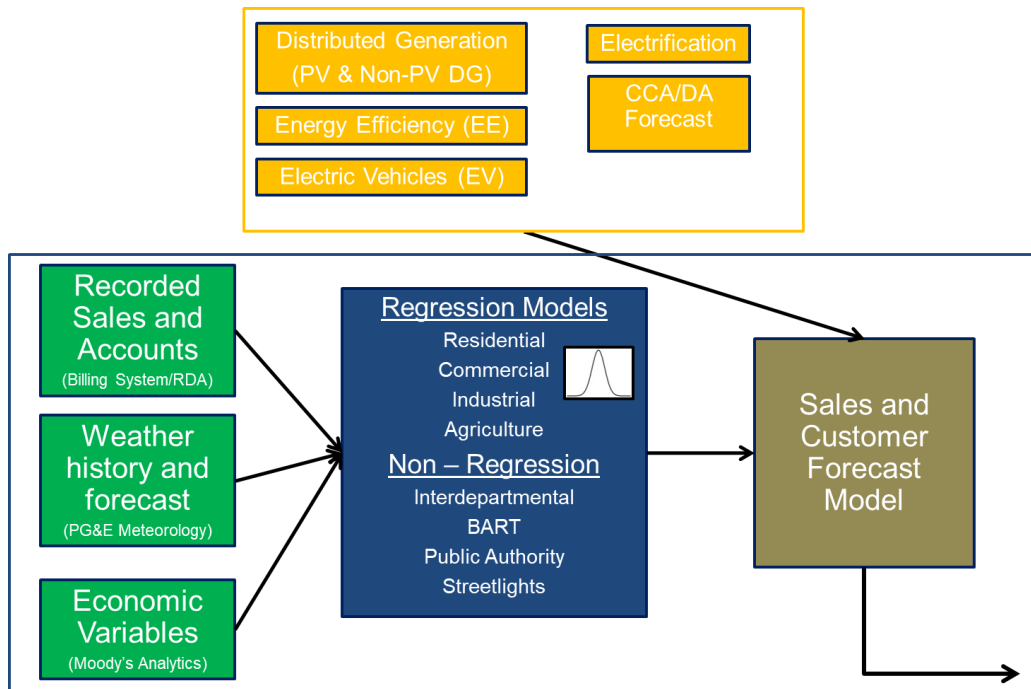 Distributed Generation
(PV & Non-PV DG)
Energy Efficiency (EE)
Electric Vehicles (EV)
Electrification
CCA/DA
Forecast
Recorded
Sales and
Accounts
(Billing System/RDA)
Weather
history and
forecast
(PG&E Meteorology)
Economic
Variables
(Moody's Analytics)
Regression Models
Residential
Commercial
Industrial
Agriculture
Non – Regression
Interdepartmental
BART
Public Authority
Streetlights
Sales and
Customer
Forecast
Model